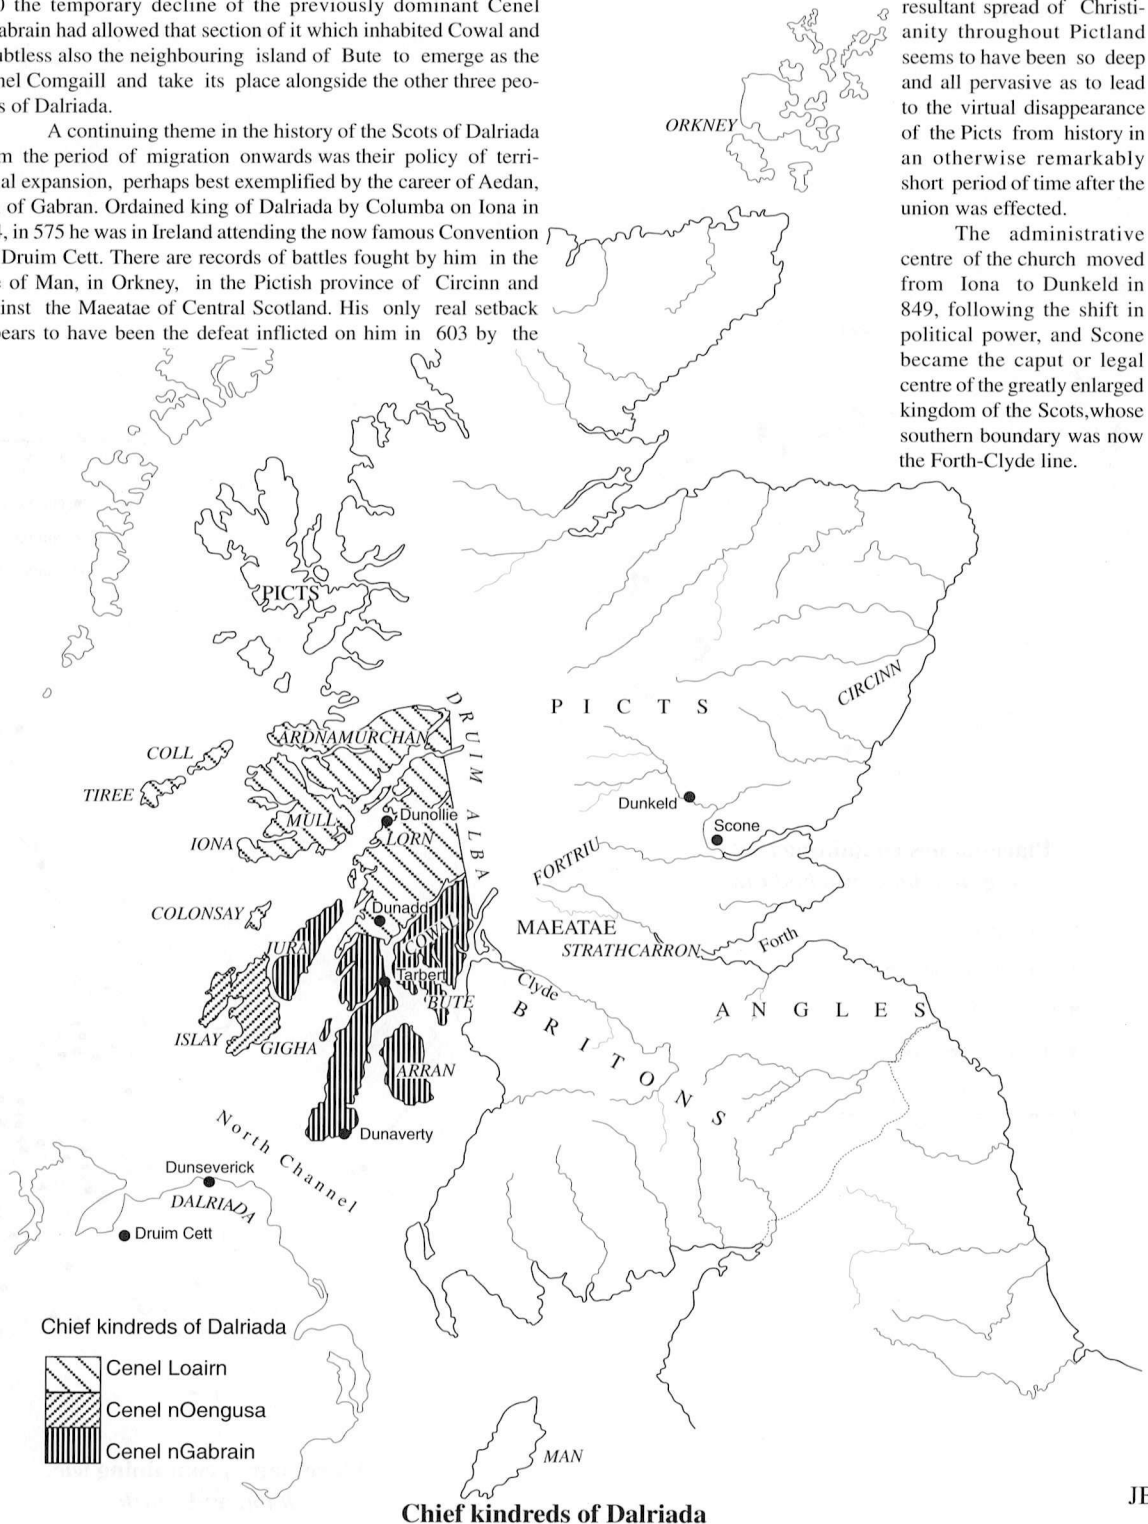 the temporary decline of the previously dominant Cenel
abrain had allowed that section of it which inhabited Cowal and
ubtless also the neighbouring island of Bute to emerge as the
nel Comgaill and take its place alongside the other three peo-
s of Dalriada.
A continuing theme in the history of the Scots of Dalriada
m the period of migration onwards was their policy of terri-
al expansion, perhaps best exemplified by the career of Aedan,
of Gabran. Ordained king of Dalriada by Columba on Iona in
4, in 575 he was in Ireland attending the now famous Convention
Druim Cett. There are records of battles fought by him in the
of Man, in Orkney, in the Pictish province of Circinn and
inst the Maeatae of Central Scotland. His only real setback
ears to have been the defeat inflicted on him in 603 by the
resultant spread of Christi-
anity throughout Pictland
seems to have been so deep
and all pervasive as to lead
to the virtual disappearance
of the Picts from history in
an otherwise remarkably
short period of time after the
union was effected.
The administrative
centre of the church moved
from Iona to Dunkeld in
849, following the shift in
political power, and Scone
became the caput or legal
centre of the greatly enlarged
kingdom of the Scots,whose
southern boundary was now
the Forth-Clyde line.
ORKNEY
PICTS
PICTS
CIRCINN
DRUIM ALBA
ARDNAMURCHAN
COLL
TIREE
MULL
Dunollie
LORN
IONA
Dunkeld
Scone
FORTRIU
COLONSAY
Dunadd
COWAL
MAEATAE
STRATHCARRON
Forth
JURA
Tarbert
BUTE
Clyde
ANGLES
BRITONS
ISLAY
GIGHA
ARRAN
Dunaverty
North Channel
Dunseverick
DALRIADA
Druim Cett
Chief kindreds of Dalriada
Cenel Loairn
Cenel nOengusa
Cenel nGabrain
MAN
Chief kindreds of Dalriada
JE